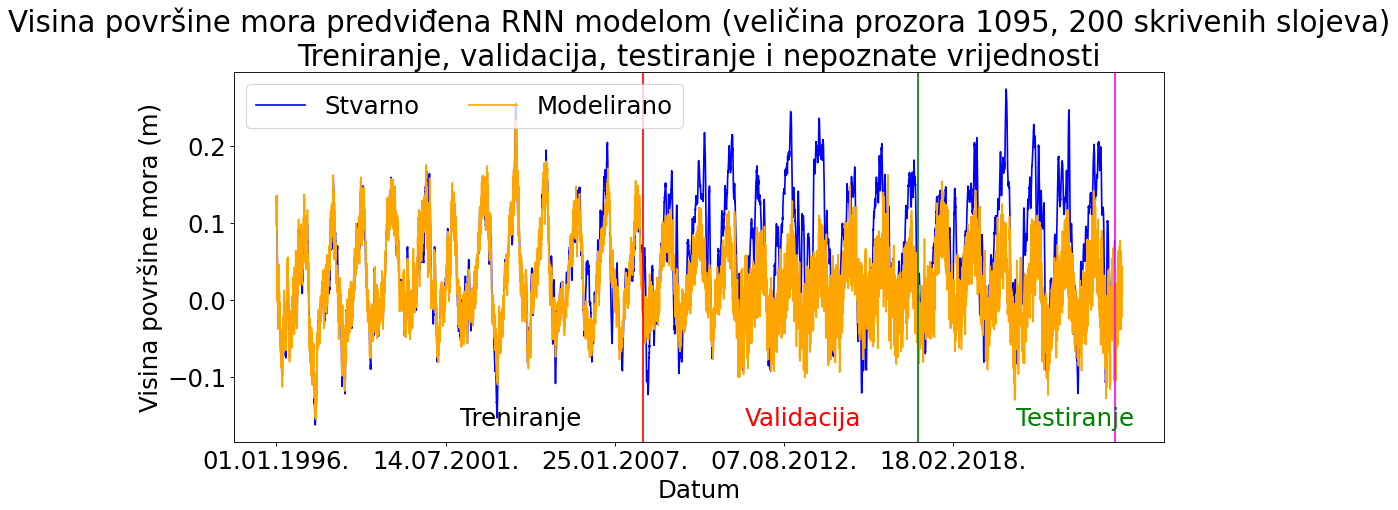 Visina površine mora predviđena RNN modelom (veličina prozora 1095, 200 skrivenih slojeva)
Treniranje, validacija, testiranje i nepoznate vrijednosti
Stvarno Modelirano
Visina površine mora (m)
0.2
0.1
0.0
−0.1
Treniranje Validacija Testiranje
01.01.1996. 14.07.2001. 25.01.2007. 07.08.2012. 18.02.2018.
Datum